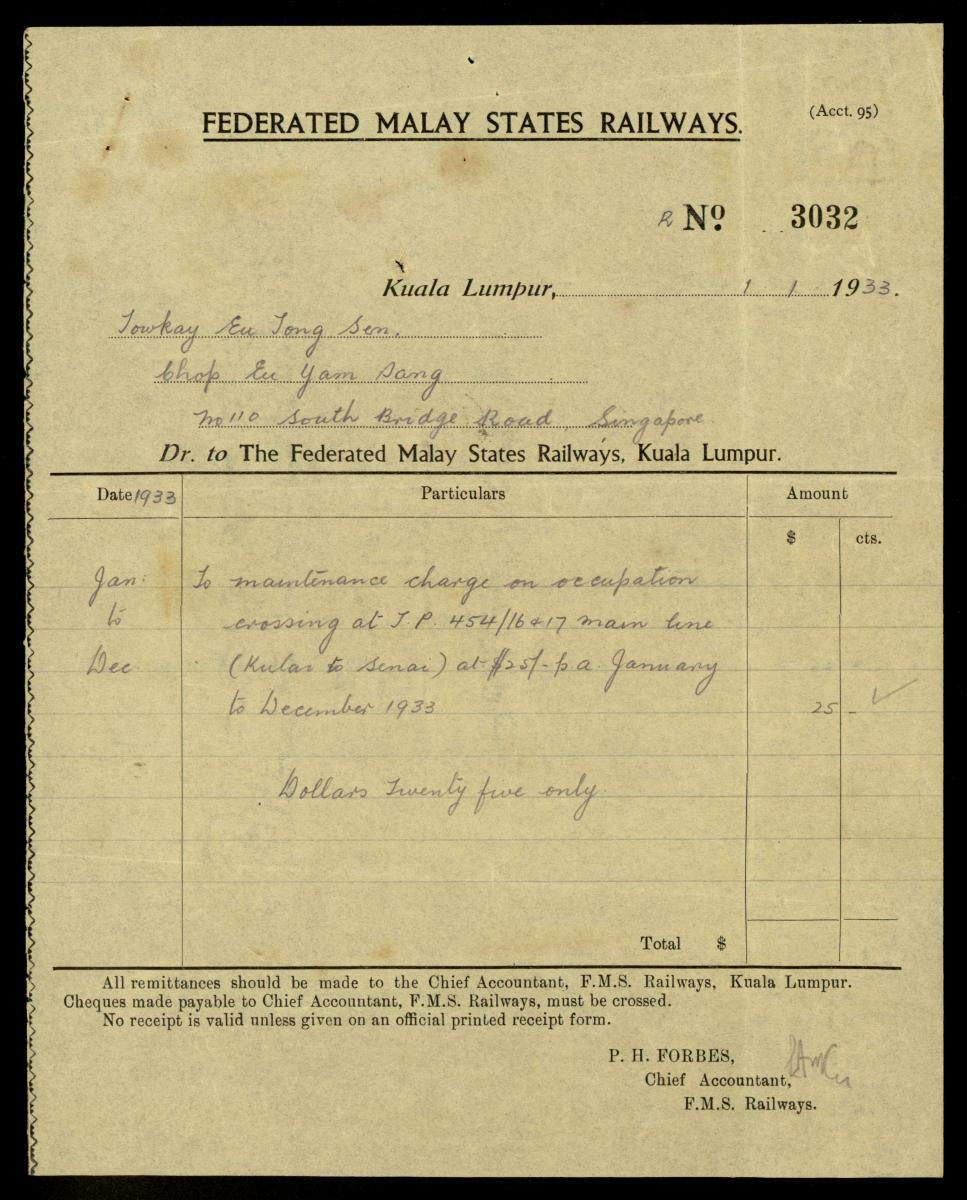 (Acct. 95)
FEDERATED MALAY STATES RAILWAYS.
R No. 3032
Kuala Lumpur, 1 1 1933.
Towkay Eu Tong Sen.
Chop Eu Yam Sang
No 110 South Bridge Road, Singapore.
Dr. to The Federated Malay States Railways, Kuala Lumpur.
Date 1933 Particulars Amount
$ cts.
Jan: To maintenance charge on occupation
to crossing at T.P. 454/16 & 17 main line
Dec. (Kulai to Senai) at $25/- p.a. January
to December 1933 25 -
Dollars Twenty five only.
Total $
All remittances should be made to the Chief Accountant, F.M.S. Railways, Kuala Lumpur.
Cheques made payable to Chief Accountant, F.M.S. Railways, must be crossed.
No receipt is valid unless given on an official printed receipt form.
P. H. FORBES,
Chief Accountant,
F.M.S. Railways.